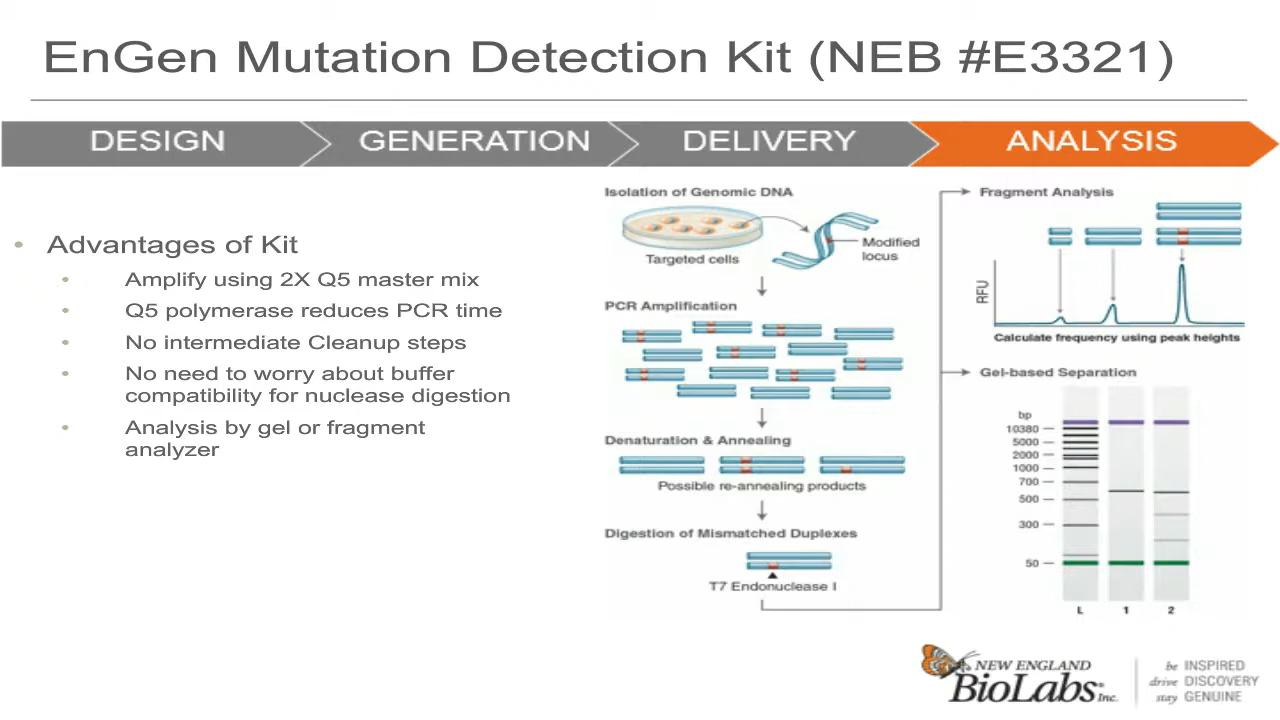 EnGen Mutation Detection Kit (NEB #E3321)
DESIGN
GENERATION
DELIVERY
ANALYSIS
• Advantages of Kit
• Amplify using 2X Q5 master mix
• Q5 polymerase reduces PCR time
• No intermediate Cleanup steps
• No need to worry about buffer
compatibility for nuclease digestion
• Analysis by gel or fragment
analyzer
Isolation of Genomic DNA
Targeted cells
Modified
locus
PCR Amplification
Denaturation & Annealing
Possible re-annealing products
Digestion of Mismatched Duplexes
T7 Endonuclease I
Fragment Analysis
RFU
Calculate frequency using peak heights
Gel-based Separation
bp
10380
5000
2000
1000
700
500
300
50
L 1 2
NEW ENGLAND
BioLabs® Inc.
be INSPIRED
drive DISCOVERY
stay GENUINE